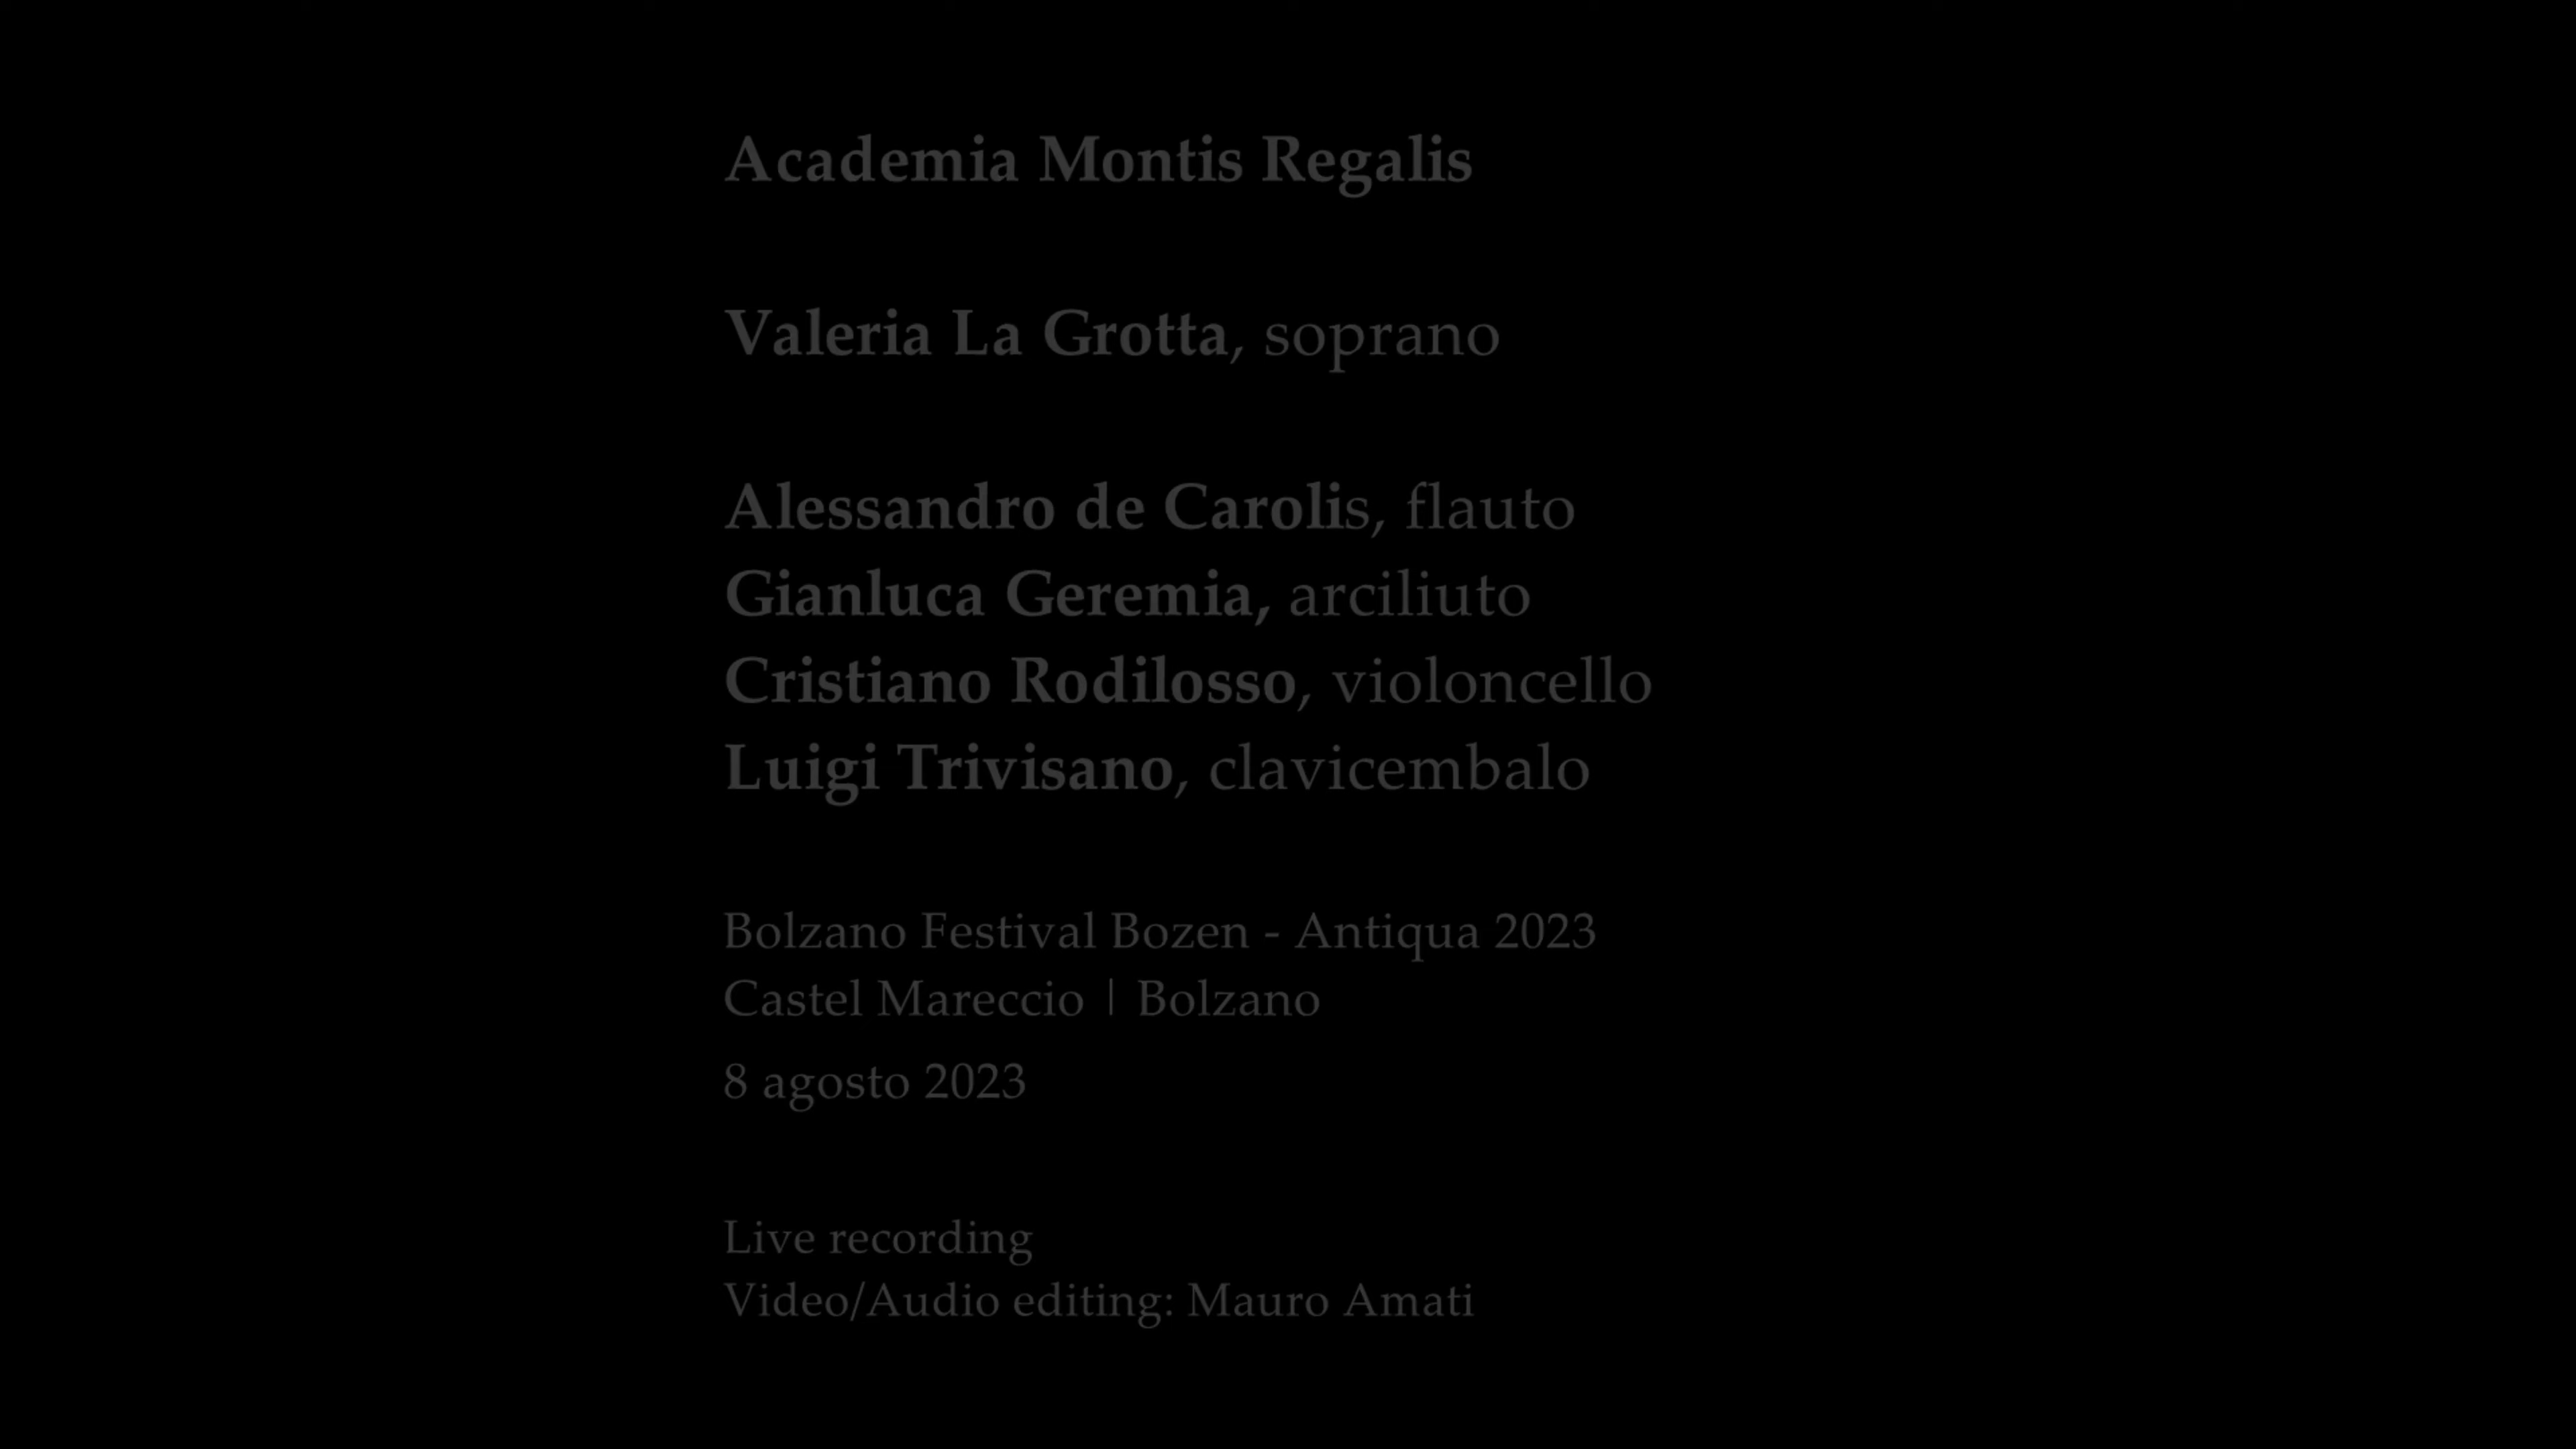 Academia Montis Regalis
Valeria La Grotta, soprano
Alessandro de Carolis, flauto
Gianluca Geremia, arciliuto
Cristiano Rodilosso, violoncello
Luigi Trivisano, clavicembalo
Bolzano Festival Bozen - Antiqua 2023
Castel Mareccio | Bolzano
8 agosto 2023
Live recording
Video/Audio editing: Mauro Amati